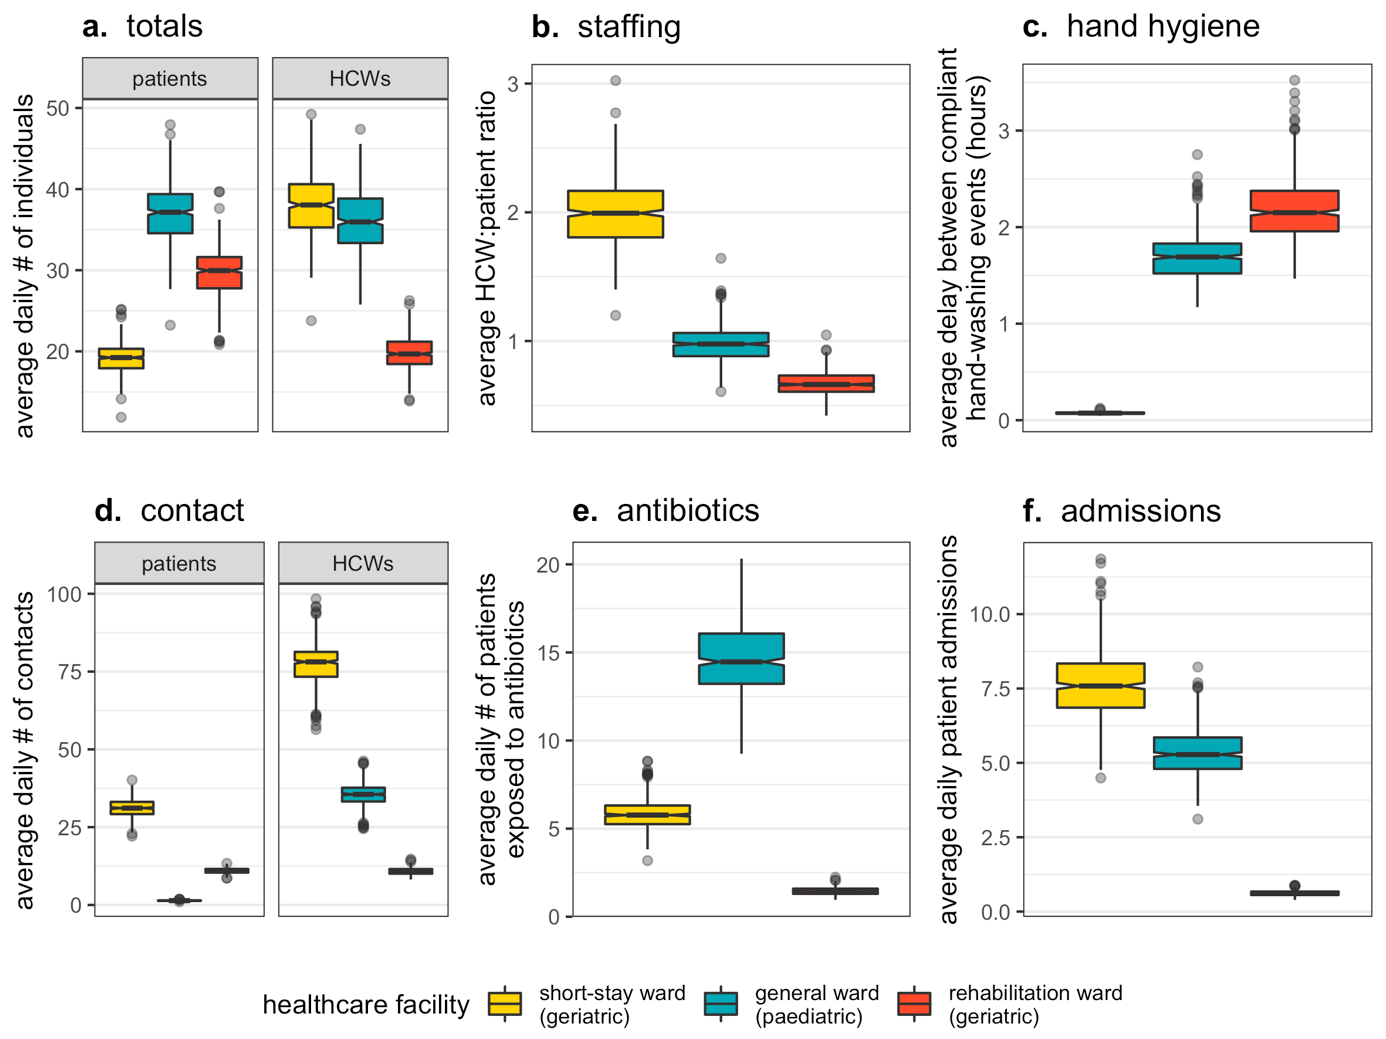 a. totals
patients
HCWs
average daily # of individuals
50
40
30
20
b. staffing
average HCW:patient ratio
3
2
1
c. hand hygiene
average delay between compliant
hand-washing events (hours)
3
2
1
0
d. contact
patients
HCWs
average daily # of contacts
100
75
50
25
0
e. antibiotics
average daily # of patients
exposed to antibiotics
20
15
10
5
0
f. admissions
average daily patient admissions
10.0
7.5
5.0
2.5
0.0
healthcare facility
short-stay ward
(geriatric)
general ward
(paediatric)
rehabilitation ward
(geriatric)